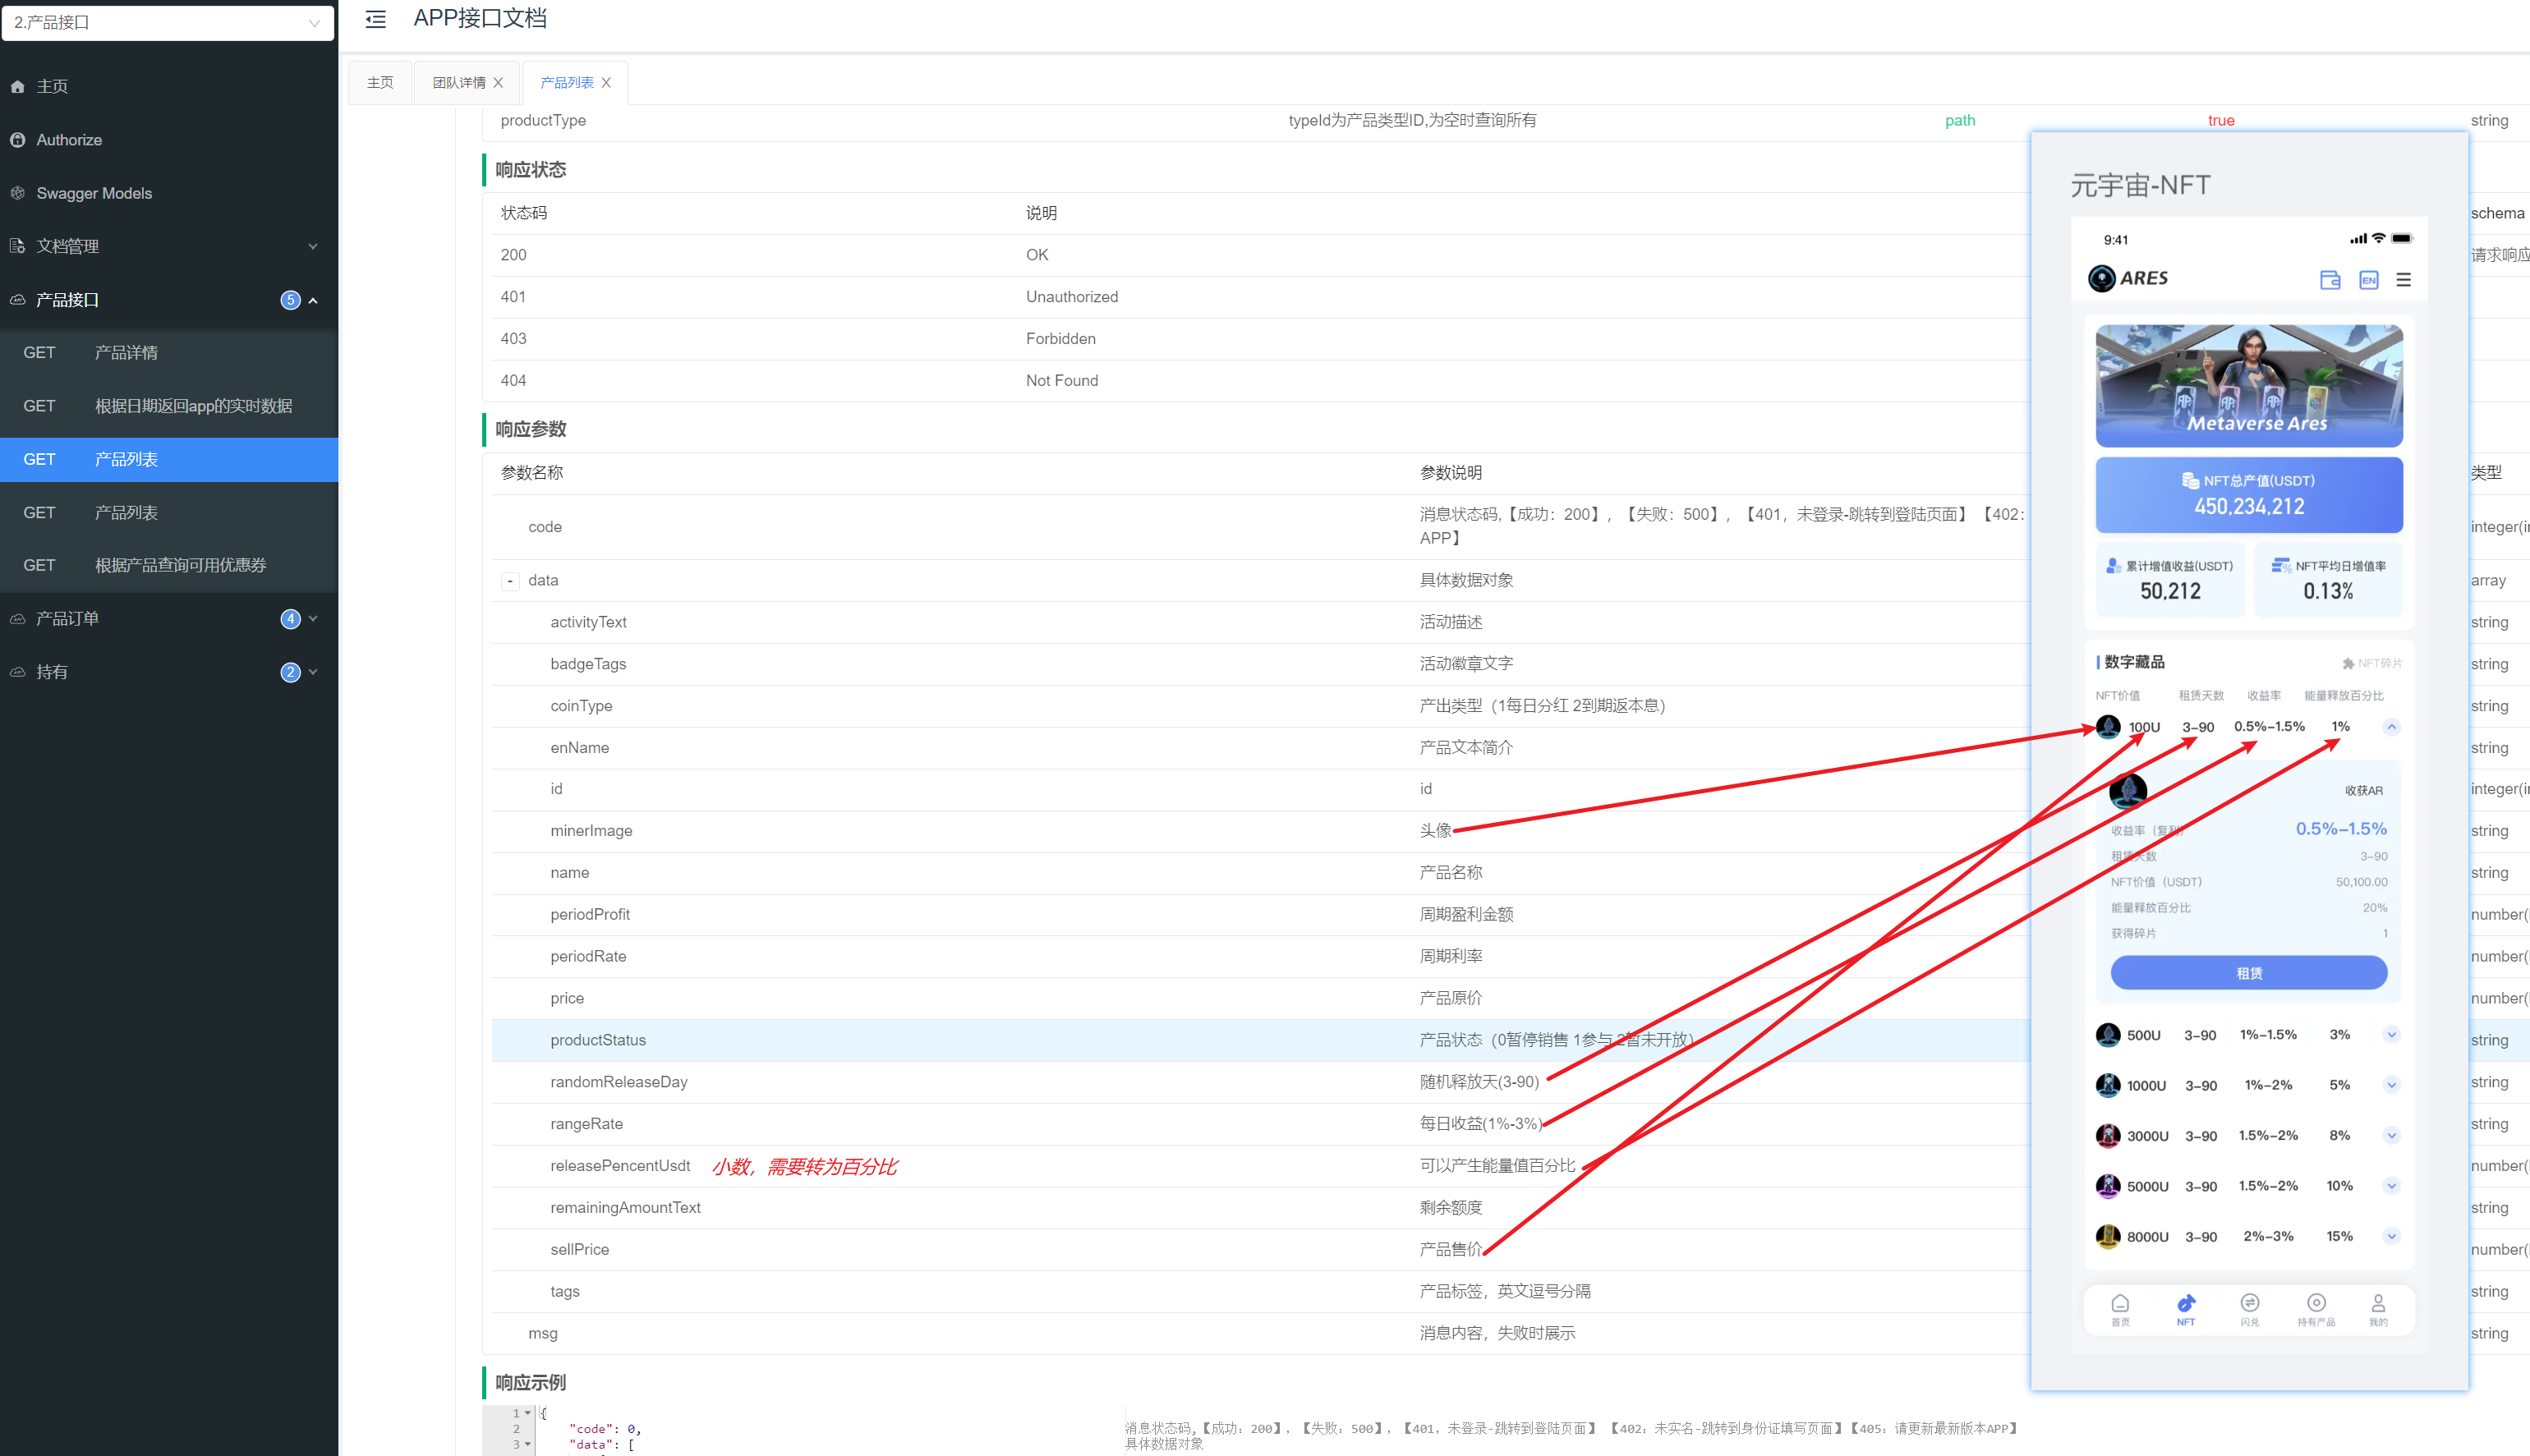 2.产品接口
主页
Authorize
Swagger Models
文档管理
产品接口 5
GET 产品详情
GET 根据日期返回app的实时数据
GET 产品列表
GET 产品列表
GET 根据产品查询可用优惠券
产品订单 4
持有 2
APP接口文档
主页 团队详情 产品列表
productType typeId为产品类型ID,为空时查询所有 path true string
响应状态
状态码 说明 schema
200 OK 请求响应
401 Unauthorized
403 Forbidden
404 Not Found
响应参数
参数名称 参数说明 类型
code 消息状态码,【成功：200】，【失败：500】，【401，未登录-跳转到登陆页面】 【402： APP】 integer(i
- data 具体数据对象 array
activityText 活动描述 string
badgeTags 活动徽章文字 string
coinType 产出类型（1每日分红 2到期返本息） string
enName 产品文本简介 string
id id integer(i
minerImage 头像 string
name 产品名称 string
periodProfit 周期盈利金额 number(
periodRate 周期利率 number(
price 产品原价 number(
productStatus 产品状态（0暂停销售 1参与 2暂未开放） string
randomReleaseDay 随机释放天(3-90) string
rangeRate 每日收益(1%-3%) string
releasePencentUsdt 小数，需要转为百分比 可以产生能量值百分比 number(
remainingAmountText 剩余额度 string
sellPrice 产品售价 number(
tags 产品标签，英文逗号分隔 string
msg 消息内容，失败时展示 string
响应示例
1 {
2 "code": 0, 消息状态码,【成功：200】，【失败：500】，【401，未登录-跳转到登陆页面】 【402：未实名-跳转到身份证填写页面】【405：请更新最新版本APP】
3 "data": [ 具体数据对象
元宇宙-NFT
9:41
ARES EN
Metaverse Ares
NFT总产值(USDT)
450,234,212
累计增值收益(USDT) NFT平均日增值率
50,212 0.13%
数字藏品 NFT碎片
NFT价值 租赁天数 收益率 能量释放百分比
100U 3-90 0.5%-1.5% 1%
收获AR
收益率（复利） 0.5%-1.5%
租赁天数 3-90
NFT价值（USDT） 50,100.00
能量释放百分比 20%
获得碎片 1
租赁
500U 3-90 1%-1.5% 3%
1000U 3-90 1%-2% 5%
3000U 3-90 1.5%-2% 8%
5000U 3-90 1.5%-2% 10%
8000U 3-90 2%-3% 15%
首页 NFT 闪兑 持有产品 我的